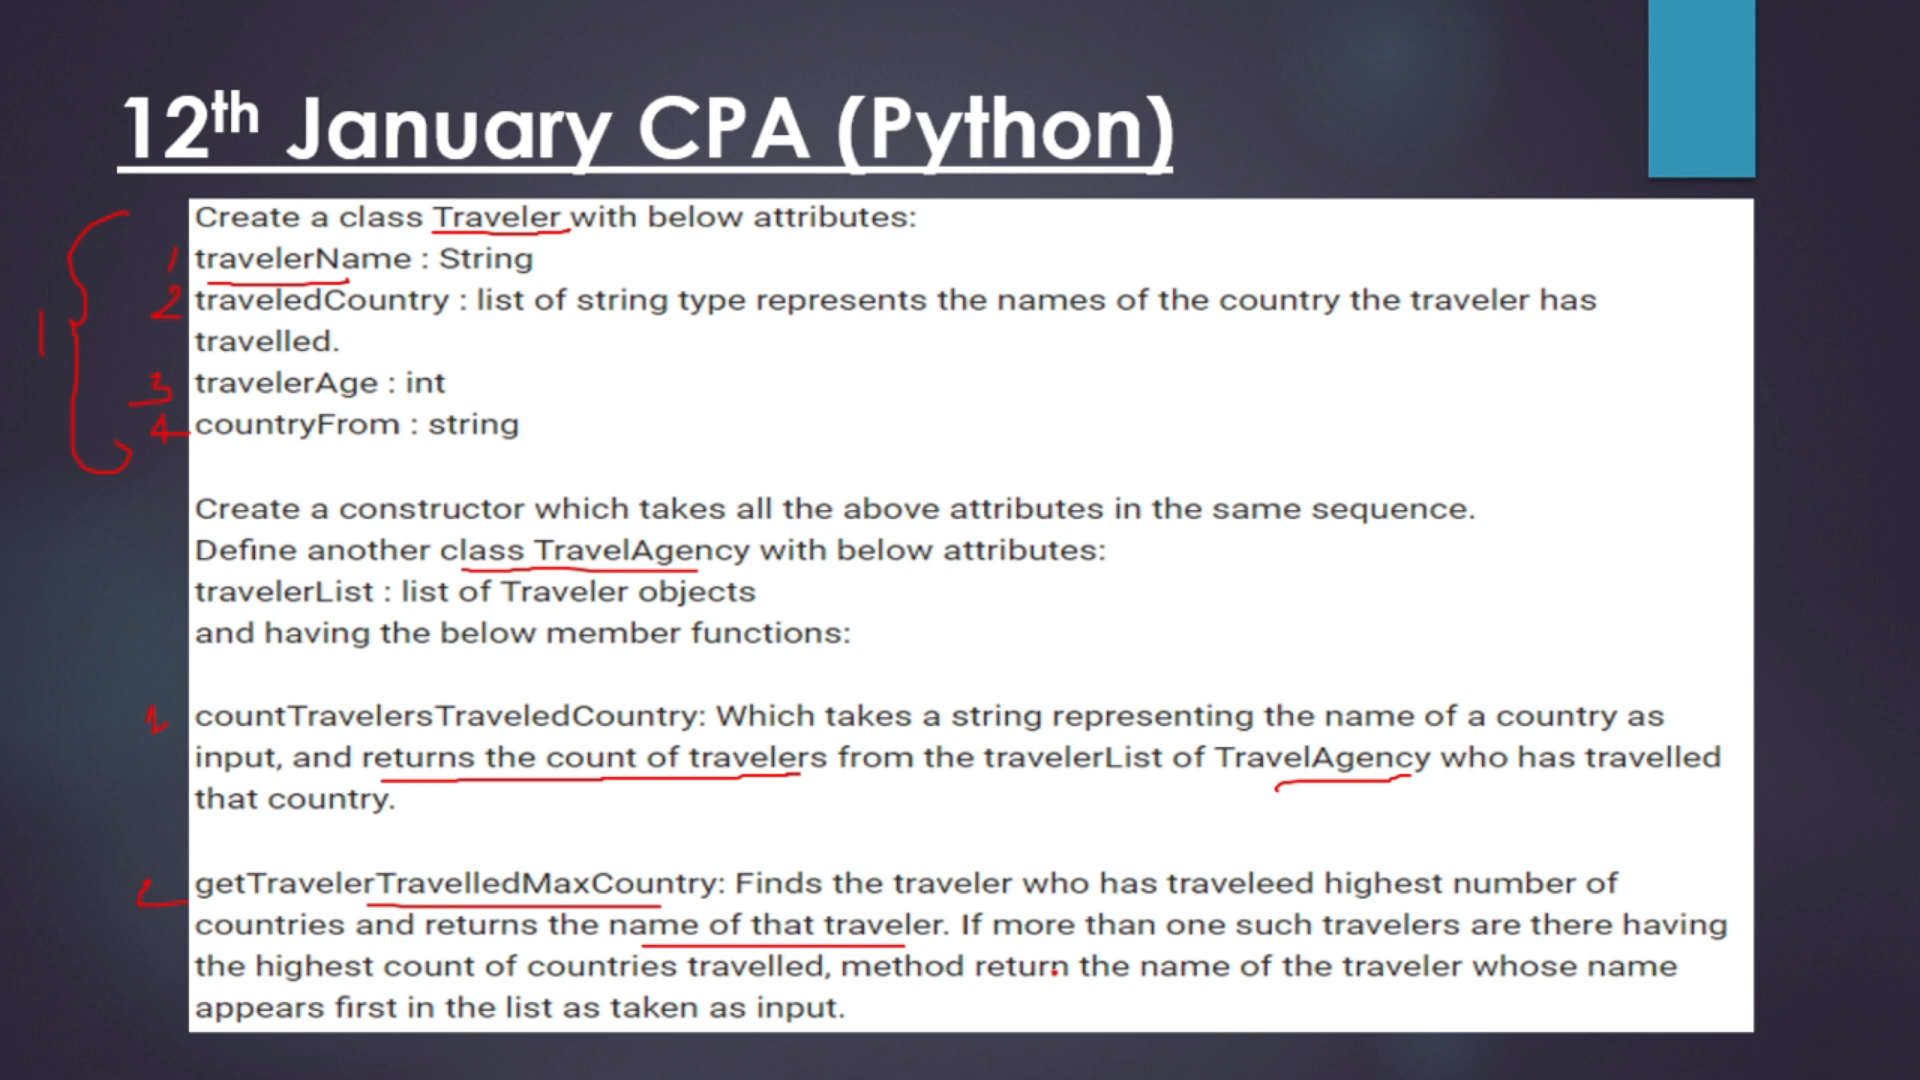 12th January CPA (Python)
Create a class Traveler with below attributes:
1 travelerName : String
2 traveledCountry : list of string type represents the names of the country the traveler has
1
travelled.
3 travelerAge : int
4 countryFrom : string
Create a constructor which takes all the above attributes in the same sequence.
Define another class TravelAgency with below attributes:
travelerList : list of Traveler objects
and having the below member functions:
countTravelersTraveledCountry: Which takes a string representing the name of a country as
input, and returns the count of travelers from the travelerList of TravelAgency who has travelled
that country.
getTravelerTravelledMaxCountry: Finds the traveler who has traveleed highest number of
countries and returns the name of that traveler. If more than one such travelers are there having
the highest count of countries travelled, method return the name of the traveler whose name
appears first in the list as taken as input.